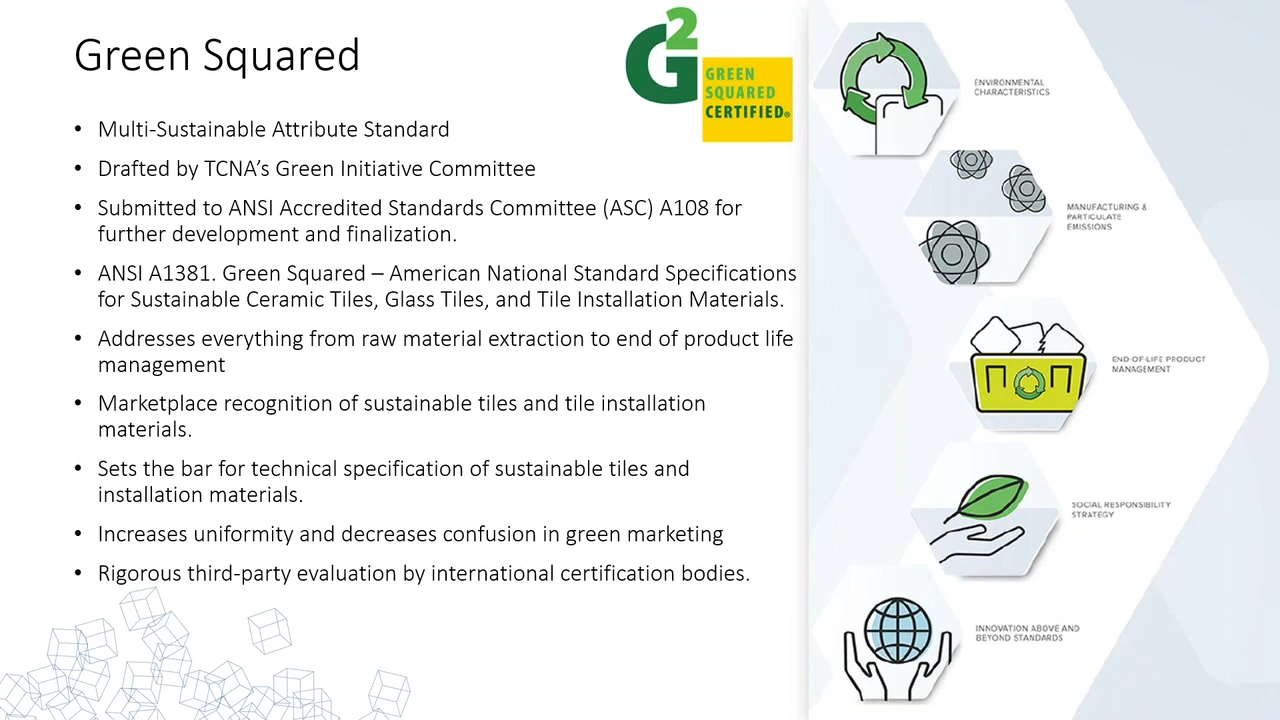 Green Squared
G2
GREEN
SQUARED
CERTIFIED®
• Multi-Sustainable Attribute Standard
• Drafted by TCNA’s Green Initiative Committee
• Submitted to ANSI Accredited Standards Committee (ASC) A108 for
further development and finalization.
• ANSI A1381. Green Squared – American National Standard Specifications
for Sustainable Ceramic Tiles, Glass Tiles, and Tile Installation Materials.
• Addresses everything from raw material extraction to end of product life
management
• Marketplace recognition of sustainable tiles and tile installation
materials.
• Sets the bar for technical specification of sustainable tiles and
installation materials.
• Increases uniformity and decreases confusion in green marketing
• Rigorous third-party evaluation by international certification bodies.
ENVIRONMENTAL
CHARACTERISTICS
MANUFACTURING &
PARTICULATE
EMISSIONS
END-OF-LIFE PRODUCT
MANAGEMENT
SOCIAL RESPONSIBILITY
STRATEGY
INNOVATION ABOVE AND
BEYOND STANDARDS